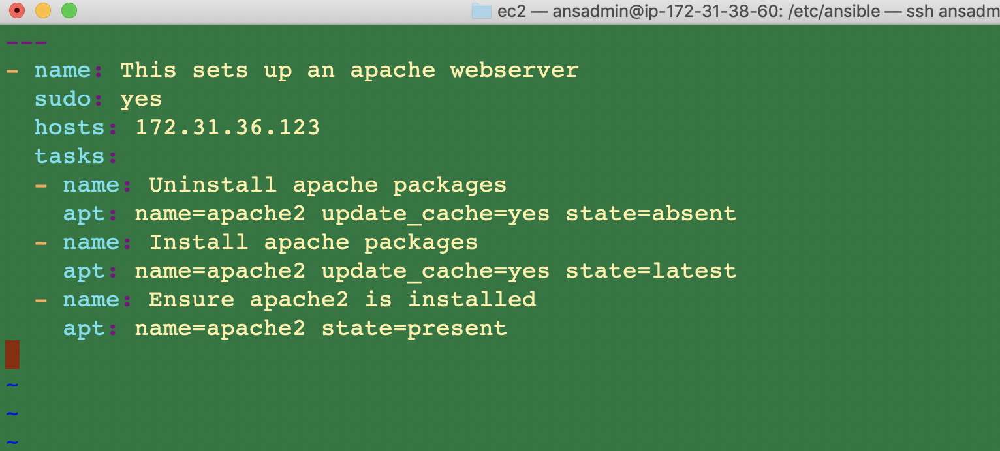 ec2 — ansadmin@ip-172-31-38-60: /etc/ansible — ssh ansadm
---
- name: This sets up an apache webserver
  sudo: yes
  hosts: 172.31.36.123
  tasks:
  - name: Uninstall apache packages
    apt: name=apache2 update_cache=yes state=absent
  - name: Install apache packages
    apt: name=apache2 update_cache=yes state=latest
  - name: Ensure apache2 is installed
    apt: name=apache2 state=present
~
~
~